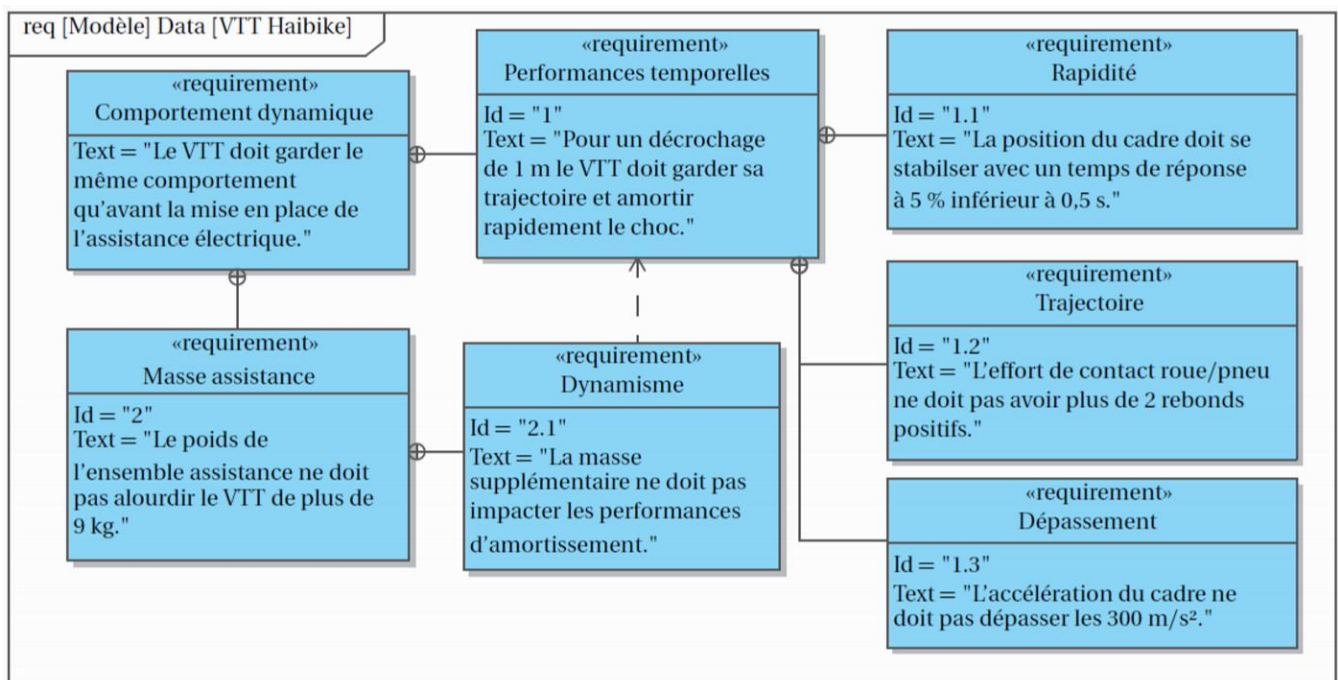 req [Modèle] Data [VTT Haibike]
«requirement»
Comportement dynamique
Text = "Le VTT doit garder le
même comportement
qu'avant la mise en place de
l'assistance électrique."
«requirement»
Performances temporelles
Id = "1"
Text = "Pour un décrochage
de 1 m le VTT doit garder sa
trajectoire et amortir
rapidement le choc."
«requirement»
Rapidité
Id = "1.1"
Text = "La position du cadre doit se
stabilser avec un temps de réponse
à 5 % inférieur à 0,5 s."
«requirement»
Masse assistance
Id = "2"
Text = "Le poids de
l'ensemble assistance ne doit
pas alourdir le VTT de plus de
9 kg."
«requirement»
Dynamisme
Id = "2.1"
Text = "La masse
supplémentaire ne doit pas
impacter les performances
d'amortissement."
«requirement»
Trajectoire
Id = "1.2"
Text = "L'effort de contact roue/pneu
ne doit pas avoir plus de 2 rebonds
positifs."
«requirement»
Dépassement
Id = "1.3"
Text = "L'accélération du cadre ne
doit pas dépasser les 300 m/s²."